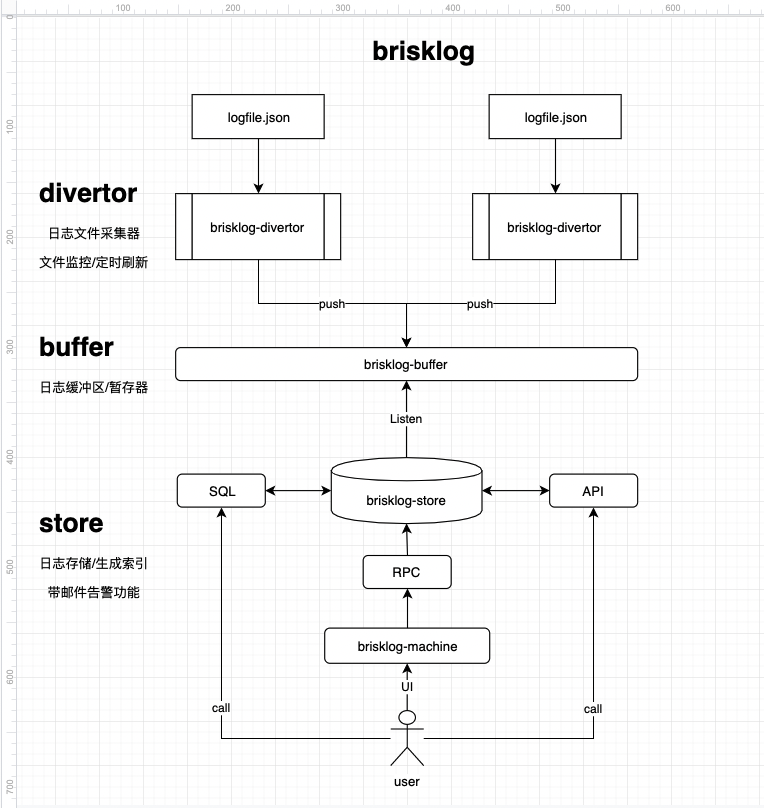 100 200 300 400 500 600
0
100
200
300
400
500
600
700
brisklog
logfile.json
logfile.json
divertor
日志文件采集器
文件监控/定时刷新
brisklog-divertor
brisklog-divertor
push
push
buffer
日志缓冲区/暂存器
brisklog-buffer
Listen
SQL
brisklog-store
API
store
日志存储/生成索引
带邮件告警功能
RPC
brisklog-machine
UI
call
call
user